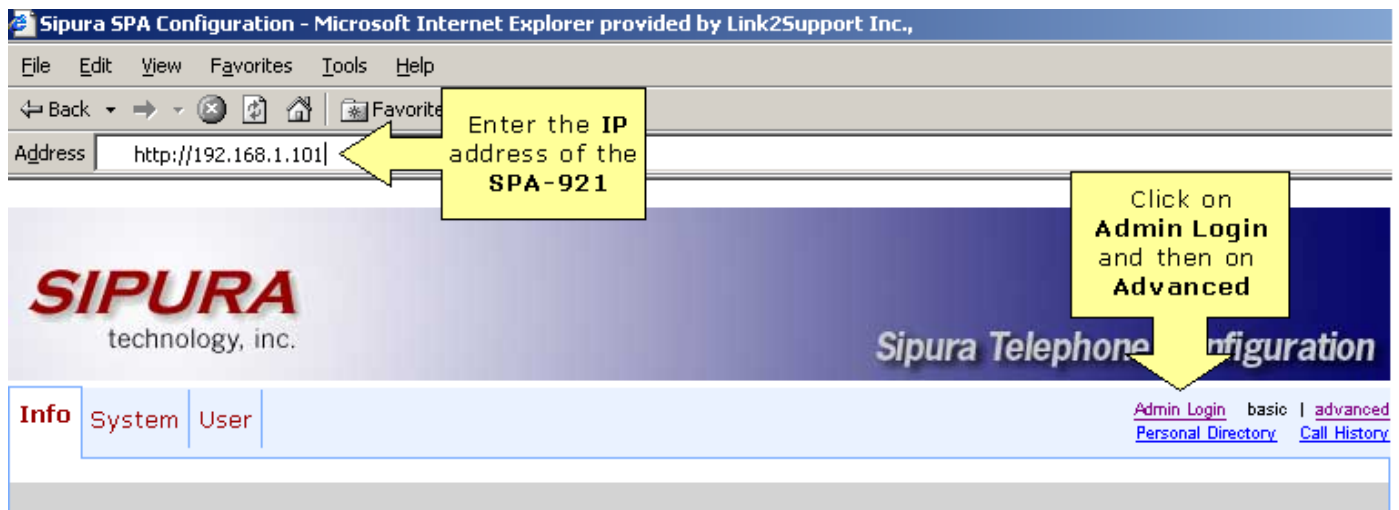 Sipura SPA Configuration - Microsoft Internet Explorer provided by Link2Support Inc.,
File Edit View Favorites Tools Help
Back Favorite
Address http://192.168.1.101
Enter the IP
address of the
SPA-921
Click on
Admin Login
and then on
Advanced
SIPURA
technology, inc.
Sipura Telephone nfiguration
Info System User
Admin Login basic | advanced
Personal Directory Call History